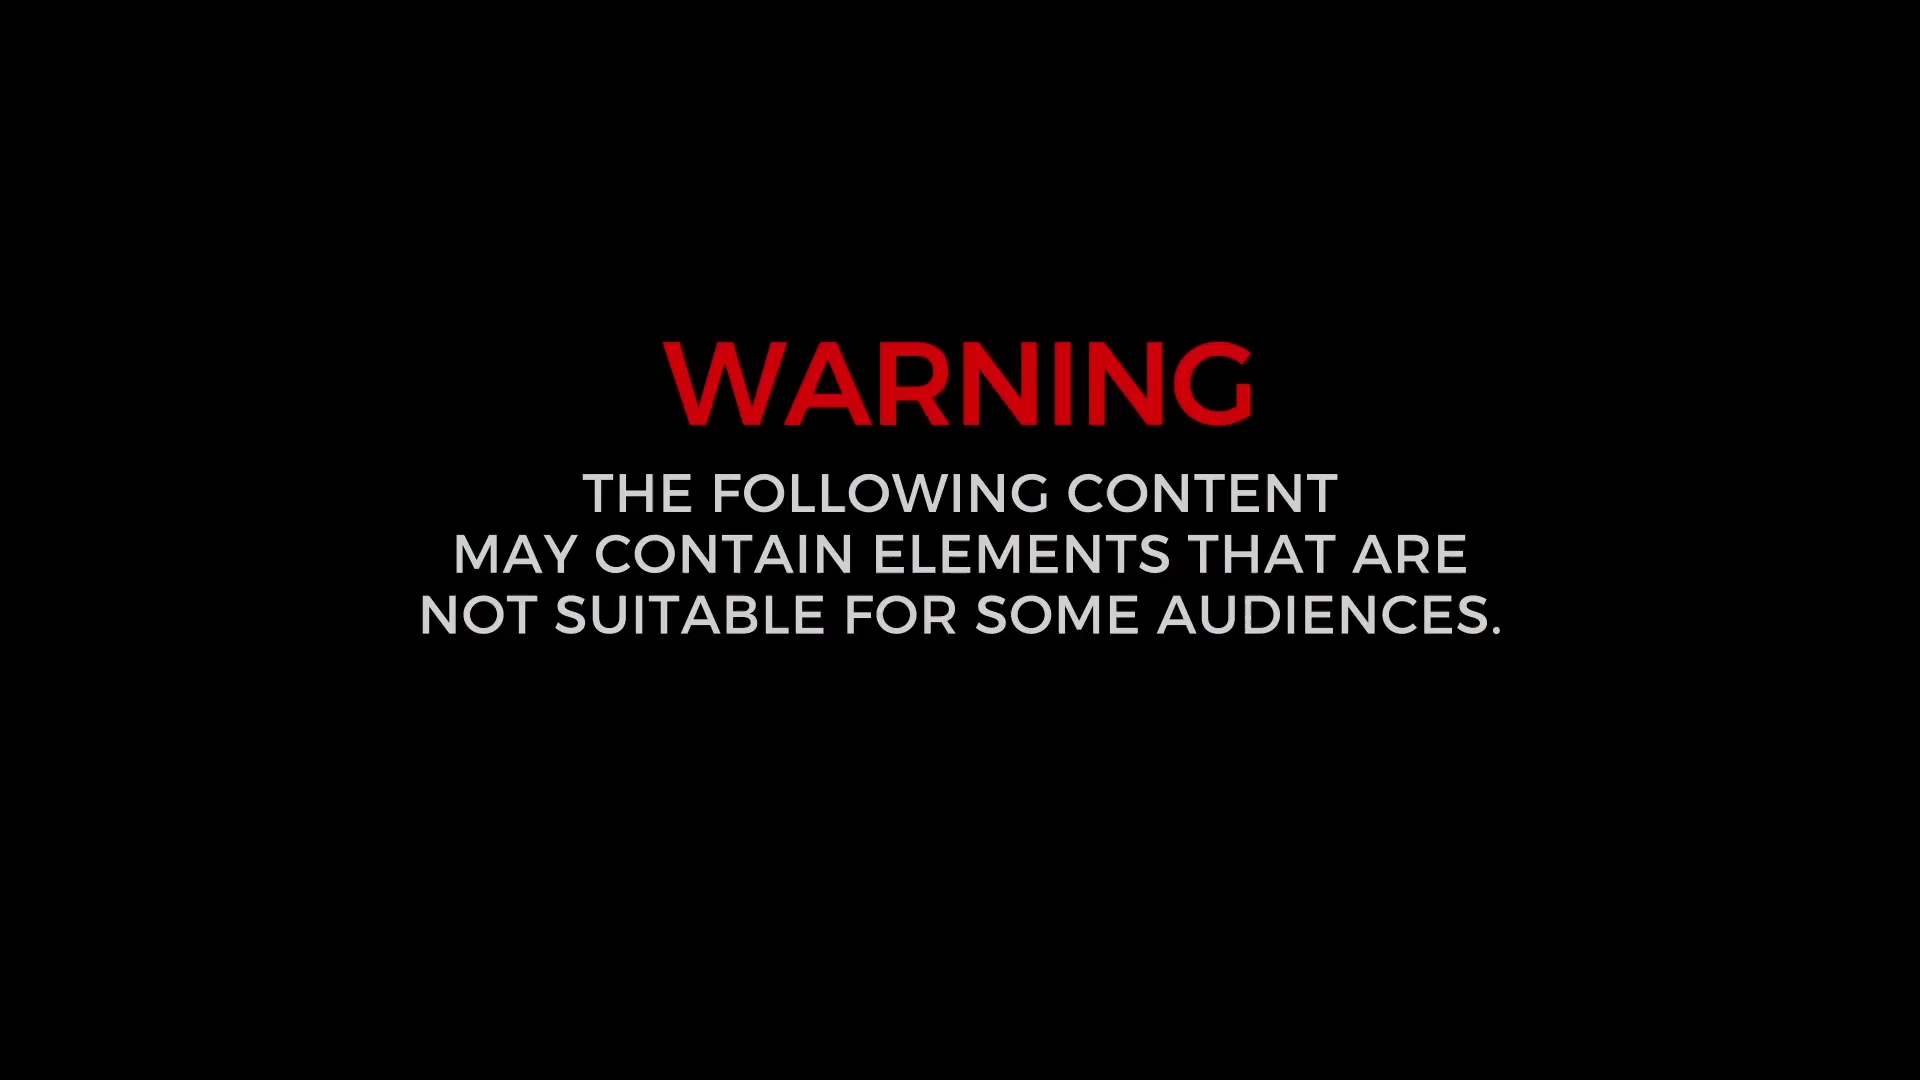 WARNING
THE FOLLOWING CONTENT
MAY CONTAIN ELEMENTS THAT ARE
NOT SUITABLE FOR SOME AUDIENCES.